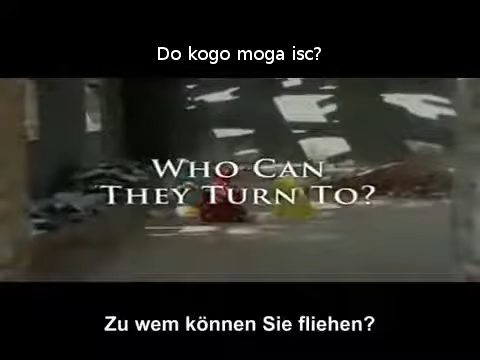 Do kogo moga isc?
WHO CAN
THEY TURN TO?
Zu wem können Sie fliehen?